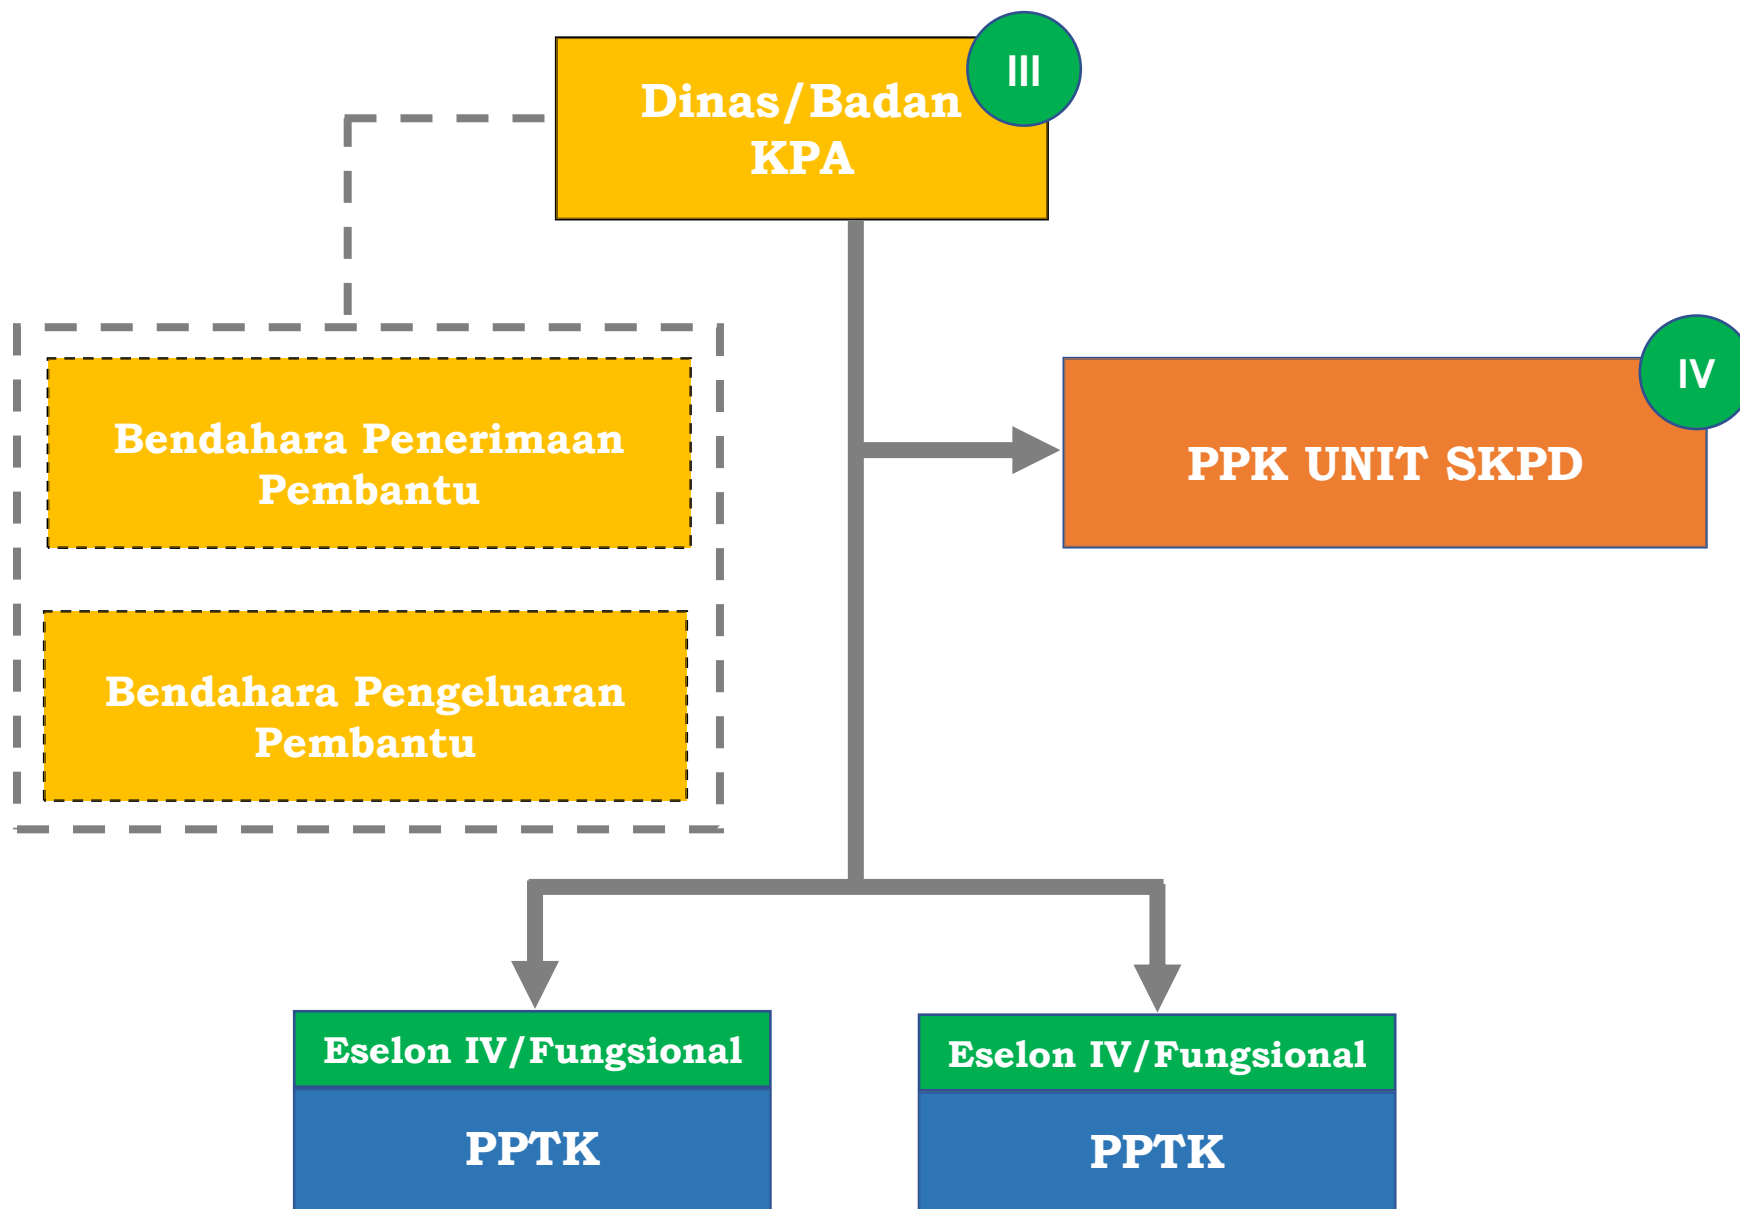 III
Dinas/Badan
KPA
IV
Bendahara Penerimaan
Pembantu
PPK UNIT SKPD
Bendahara Pengeluaran
Pembantu
Eselon IV/Fungsional
PPTK
Eselon IV/Fungsional
PPTK